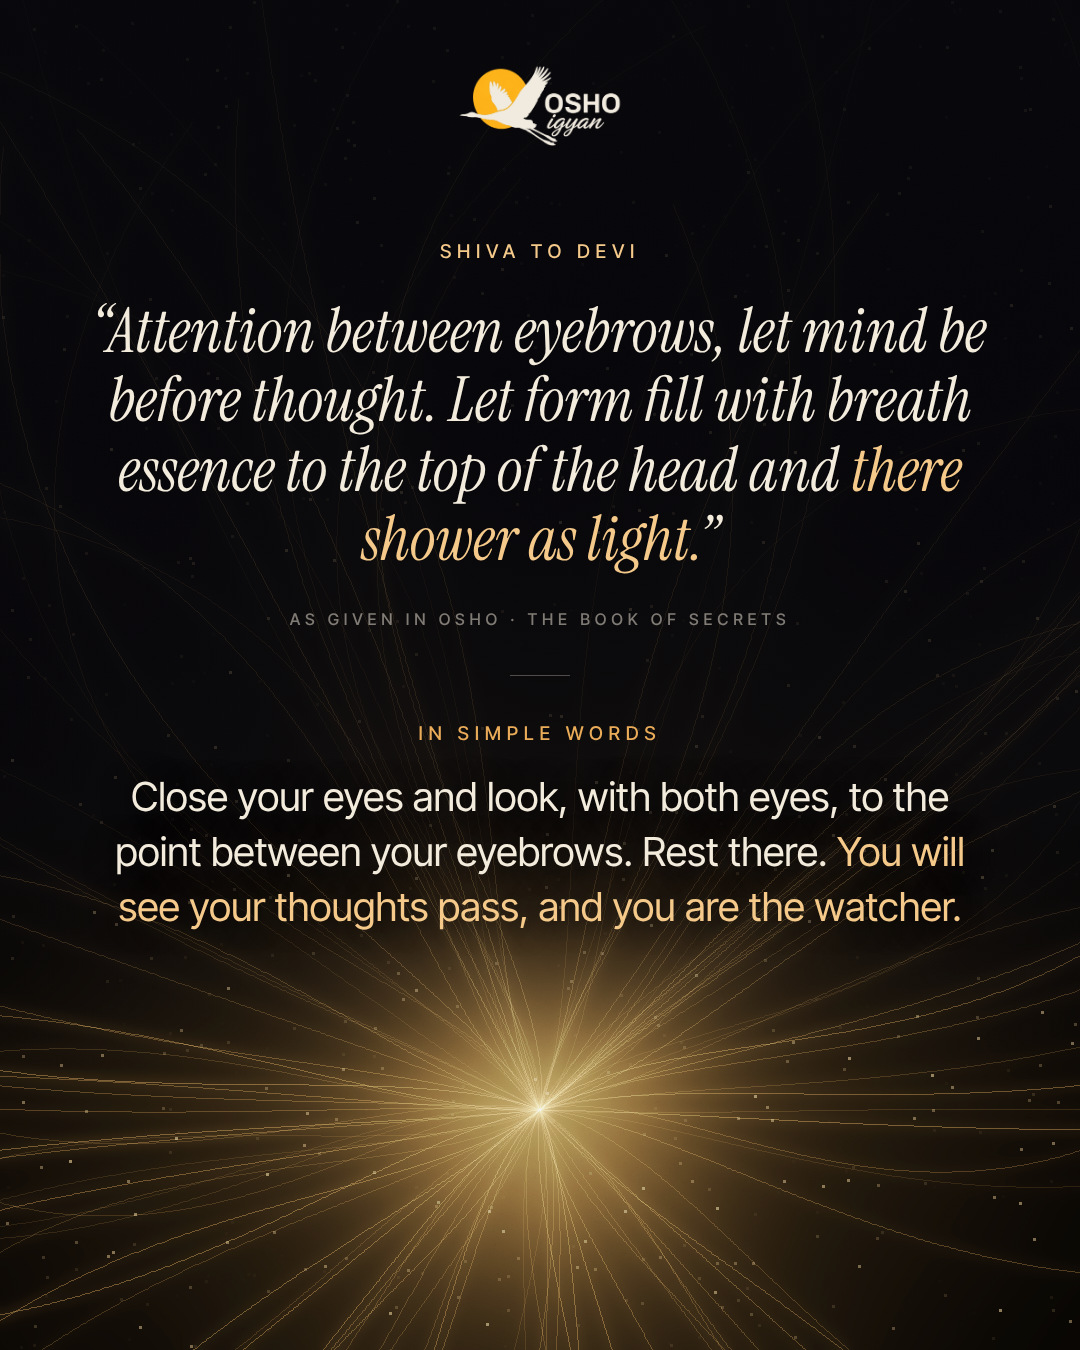 OSHO
igyan
SHIVA TO DEVI
“Attention between eyebrows, let mind be
before thought. Let form fill with breath
essence to the top of the head and there
shower as light.”
AS GIVEN IN OSHO · THE BOOK OF SECRETS
IN SIMPLE WORDS
Close your eyes and look, with both eyes, to the
point between your eyebrows. Rest there. You will
see your thoughts pass, and you are the watcher.